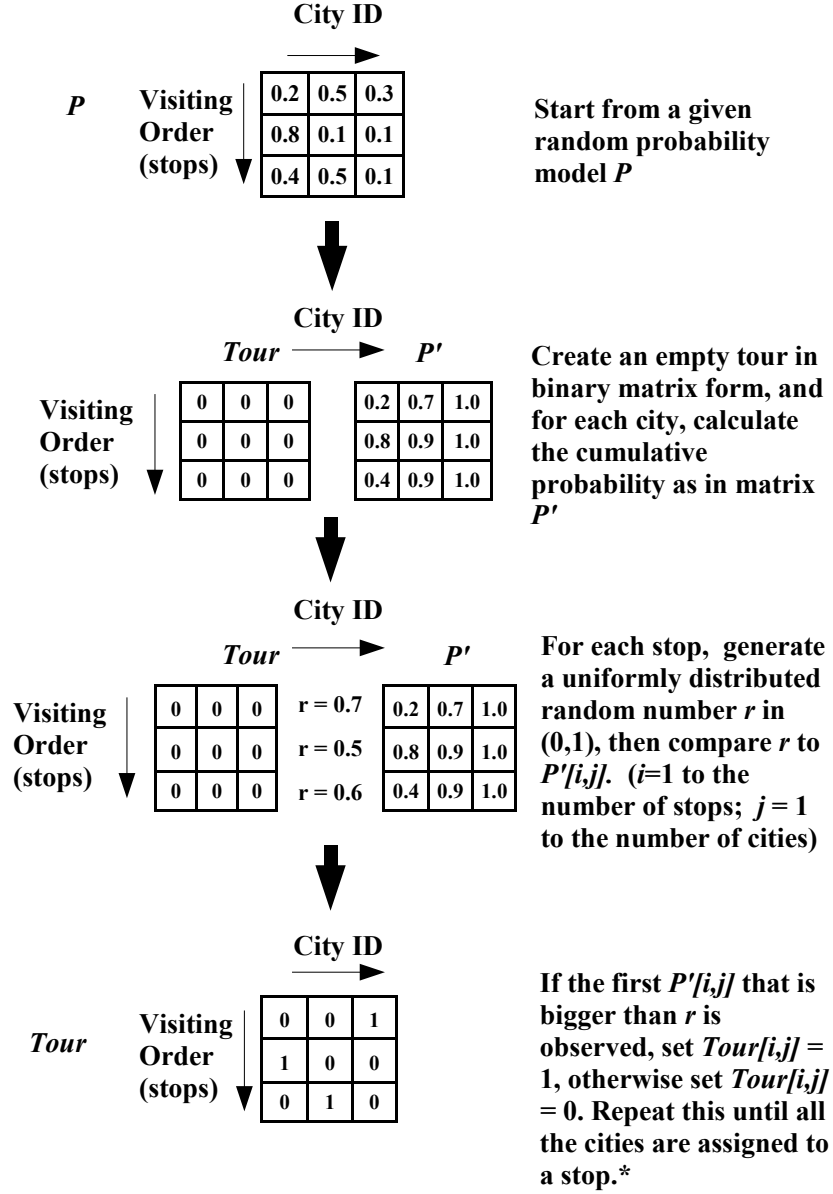 City ID
P
Visiting
Order
(stops)
0.2 0.5 0.3
0.8 0.1 0.1
0.4 0.5 0.1
Start from a given
random probability
model P
City ID
Tour
P'
Visiting
Order
(stops)
0 0 0
0 0 0
0 0 0
0.2 0.7 1.0
0.8 0.9 1.0
0.4 0.9 1.0
Create an empty tour in
binary matrix form, and
for each city, calculate
the cumulative
probability as in matrix
P'
City ID
Tour
P'
Visiting
Order
(stops)
0 0 0
0 0 0
0 0 0
r = 0.7
r = 0.5
r = 0.6
0.2 0.7 1.0
0.8 0.9 1.0
0.4 0.9 1.0
For each stop, generate
a uniformly distributed
random number r in
(0,1), then compare r to
P'[i,j]. (i=1 to the
number of stops; j = 1
to the number of cities)
City ID
Tour
Visiting
Order
(stops)
0 0 1
1 0 0
0 1 0
If the first P'[i,j] that is
bigger than r is
observed, set Tour[i,j] =
1, otherwise set Tour[i,j]
= 0. Repeat this until all
the cities are assigned to
a stop.*